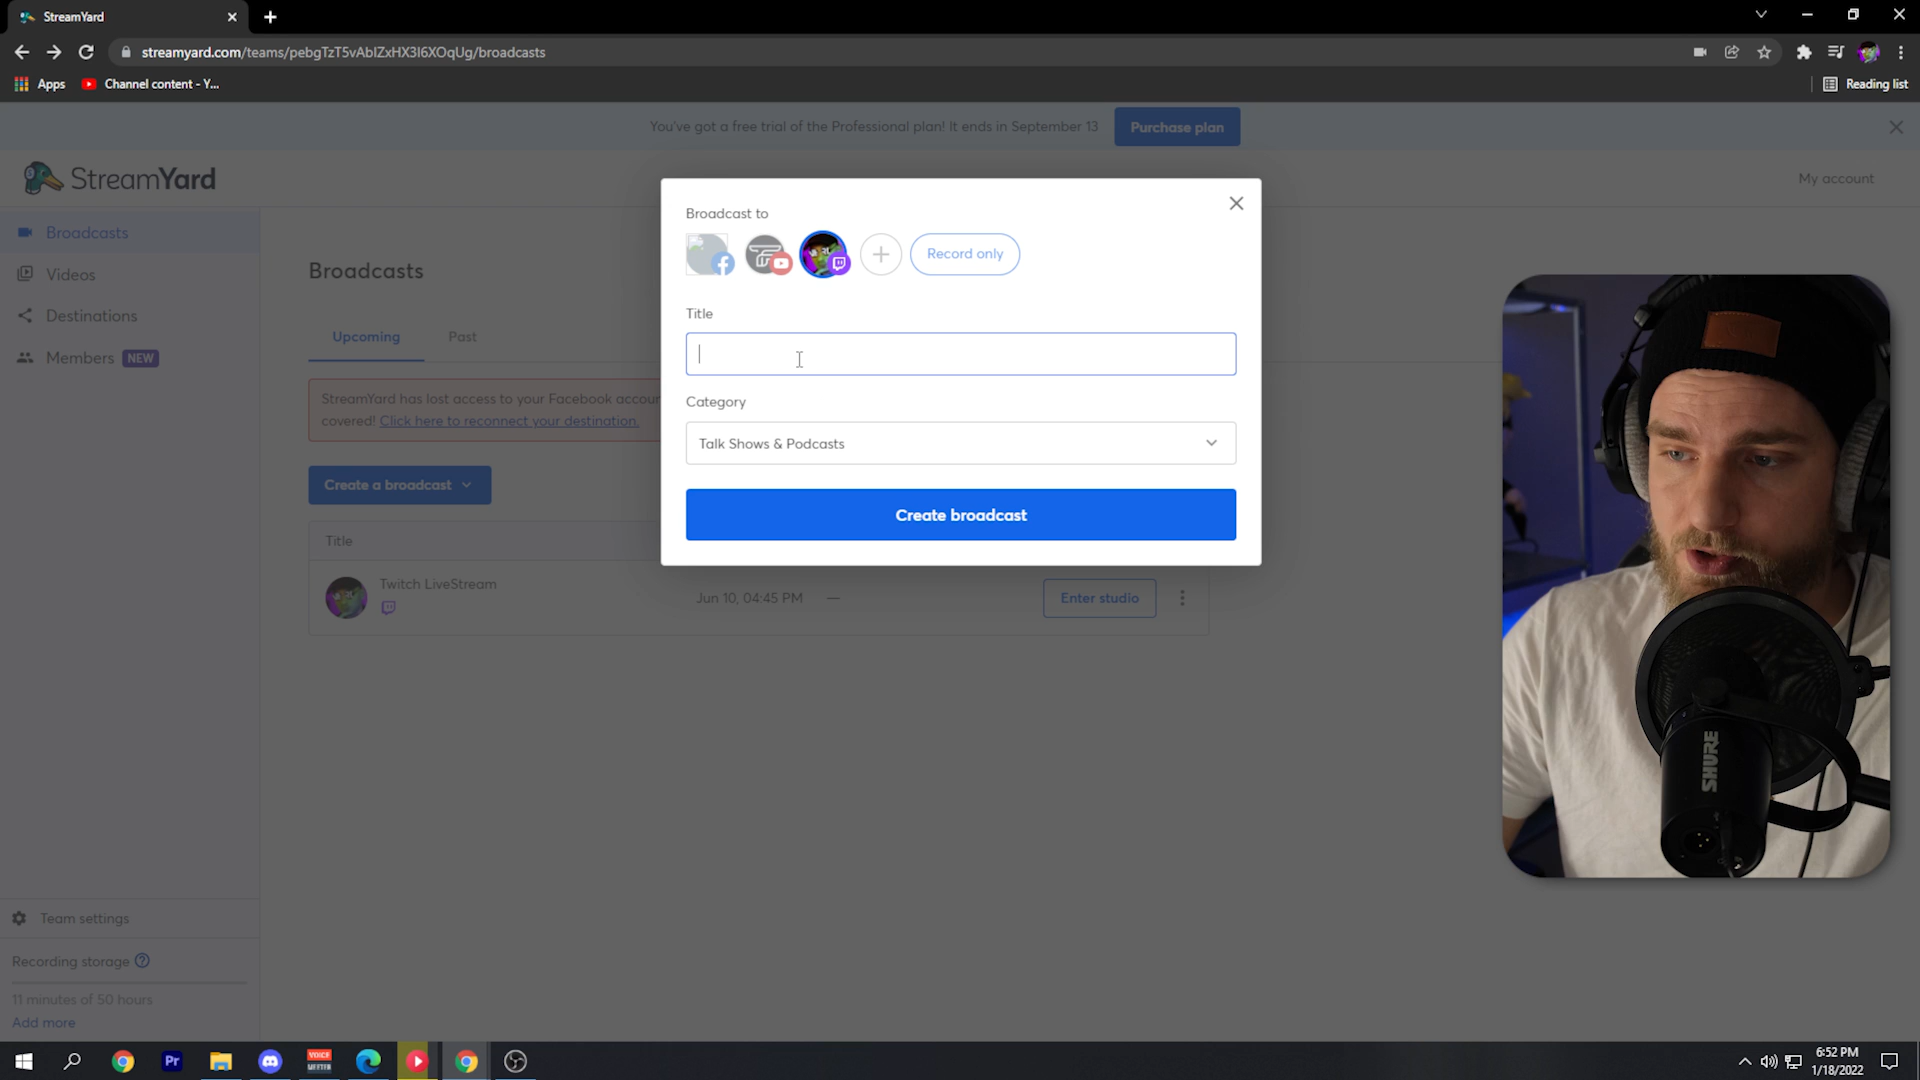 StreamYard
streamyard.com/teams/pebgTzT5vAbIZxHX3I6XOqUg/broadcasts
Apps
Channel content - Y...
Reading list
You've got a free trial of the Professional plan! It ends in September 13
Purchase plan
StreamYard
My account
Broadcasts
Videos
Destinations
Members NEW
Broadcasts
Upcoming
Past
StreamYard has lost access to your Facebook accou
covered! Click here to reconnect your destination.
Create a broadcast
Title
Twitch LiveStream
Jun 10, 04:45 PM
—
Enter studio
Broadcast to
Record only
Title
Category
Talk Shows & Podcasts
Create broadcast
SHURE
Team settings
Recording storage
11 minutes of 50 hours
Add more
Pr
VOICE
MEETER
6:52 PM
1/18/2022